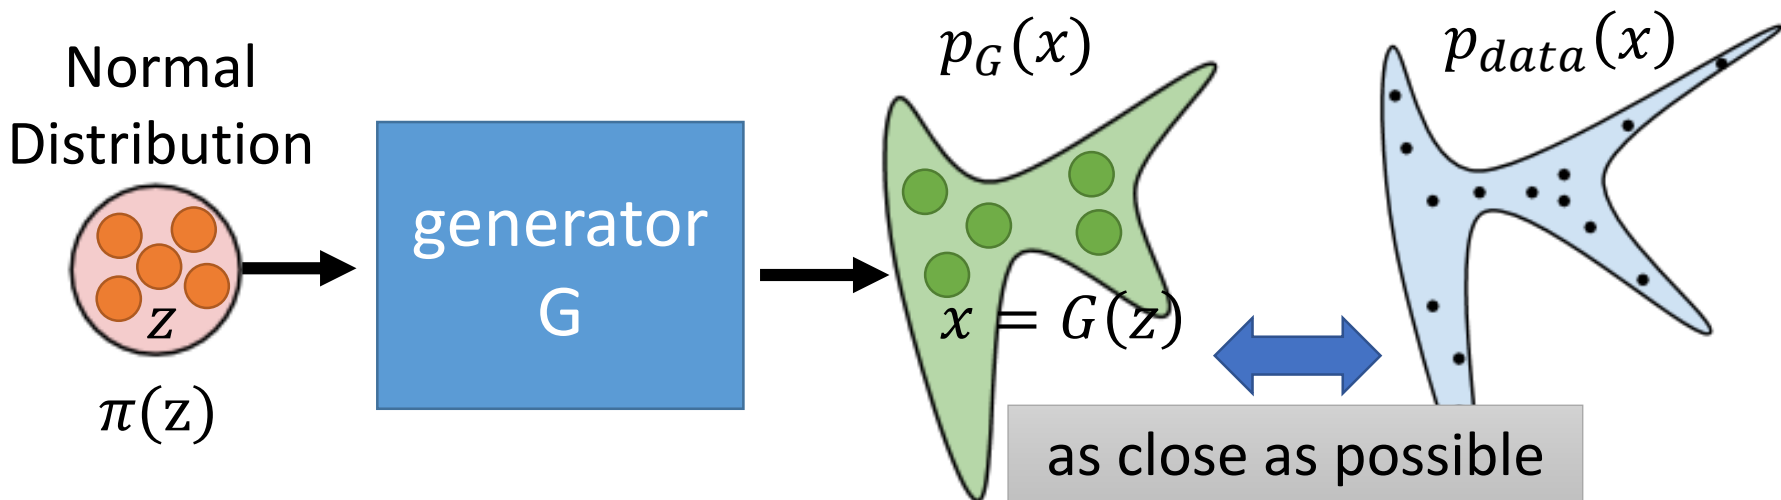 Normal
Distribution
z
π(z)
generator
G
p_G(x)
x = G(z)
p_data(x)
as close as possible